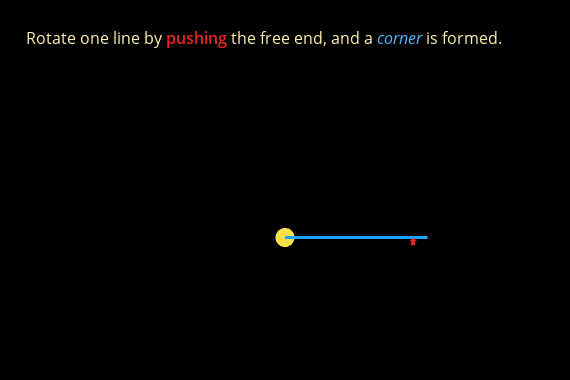 Rotate one line by pushing the free end, and a corner is formed.